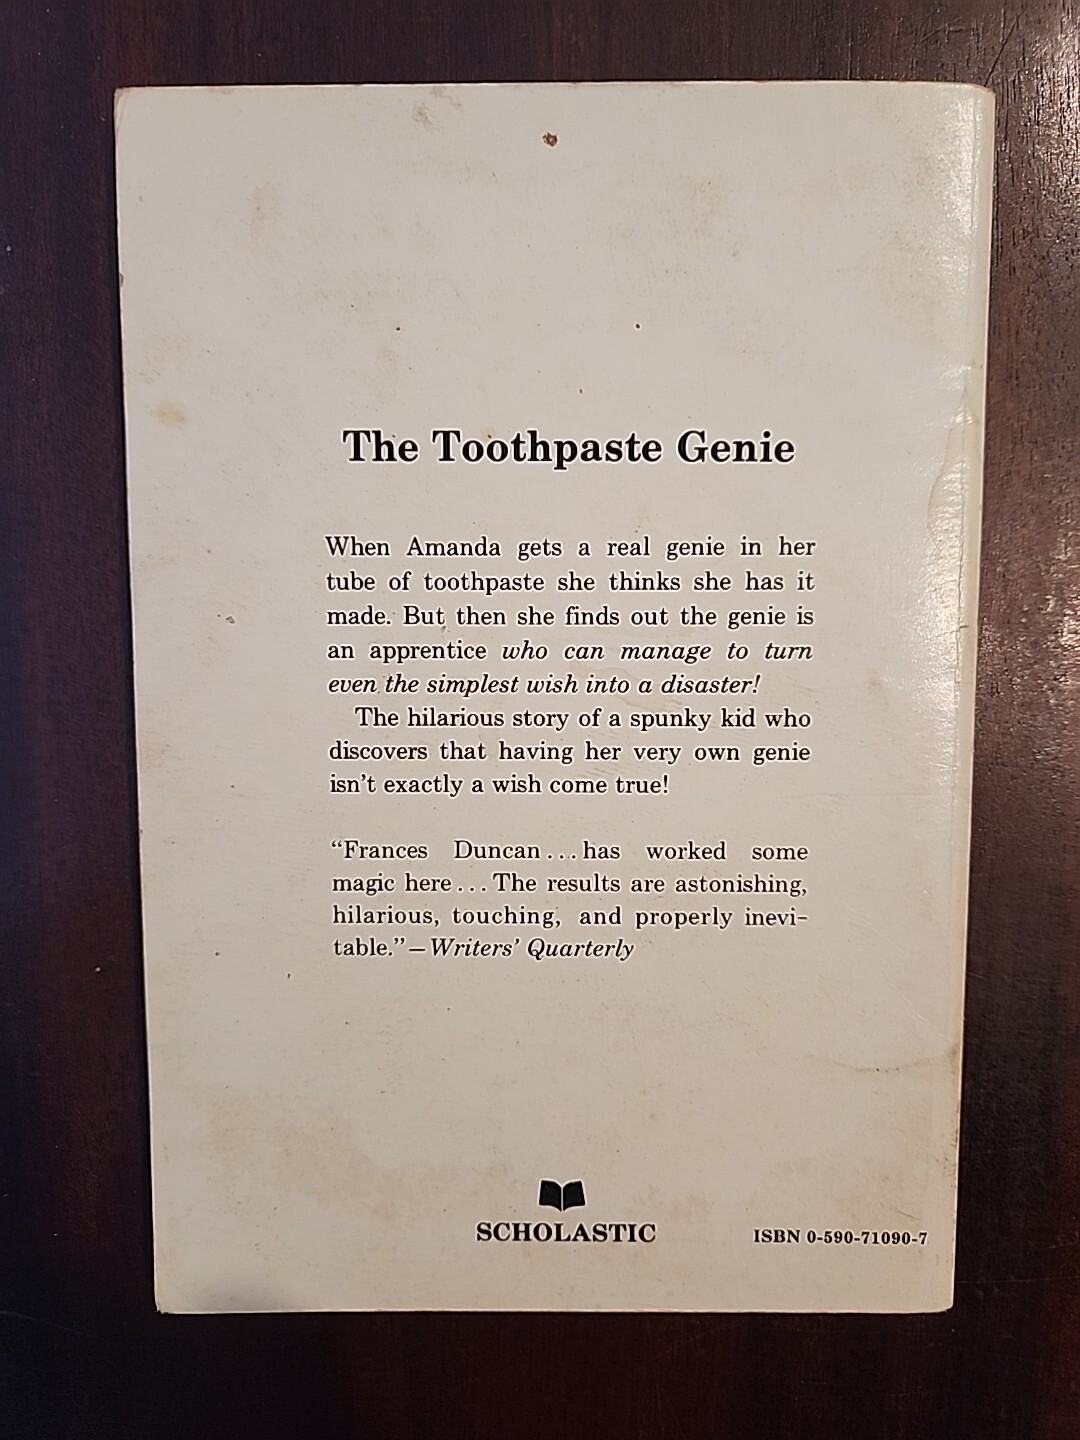 The Toothpaste Genie
When Amanda gets a real genie in her
tube of toothpaste she thinks she has it
made. But then she finds out the genie is
an apprentice who can manage to turn
even the simplest wish into a disaster!
The hilarious story of a spunky kid who
discovers that having her very own genie
isn't exactly a wish come true!
“Frances Duncan . . . has worked some
magic here . . . The results are astonishing,
hilarious, touching, and properly inevi-
table.” — Writers’ Quarterly
SCHOLASTIC
ISBN 0-590-71090-7